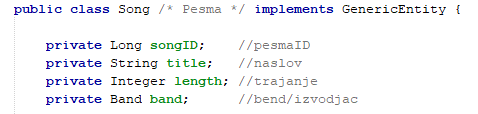 public class Song /* Pesma */ implements GenericEntity {
private Long songID; //pesmaID
private String title; //naslov
private Integer length; //trajanje
private Band band; //bend/izvodjac